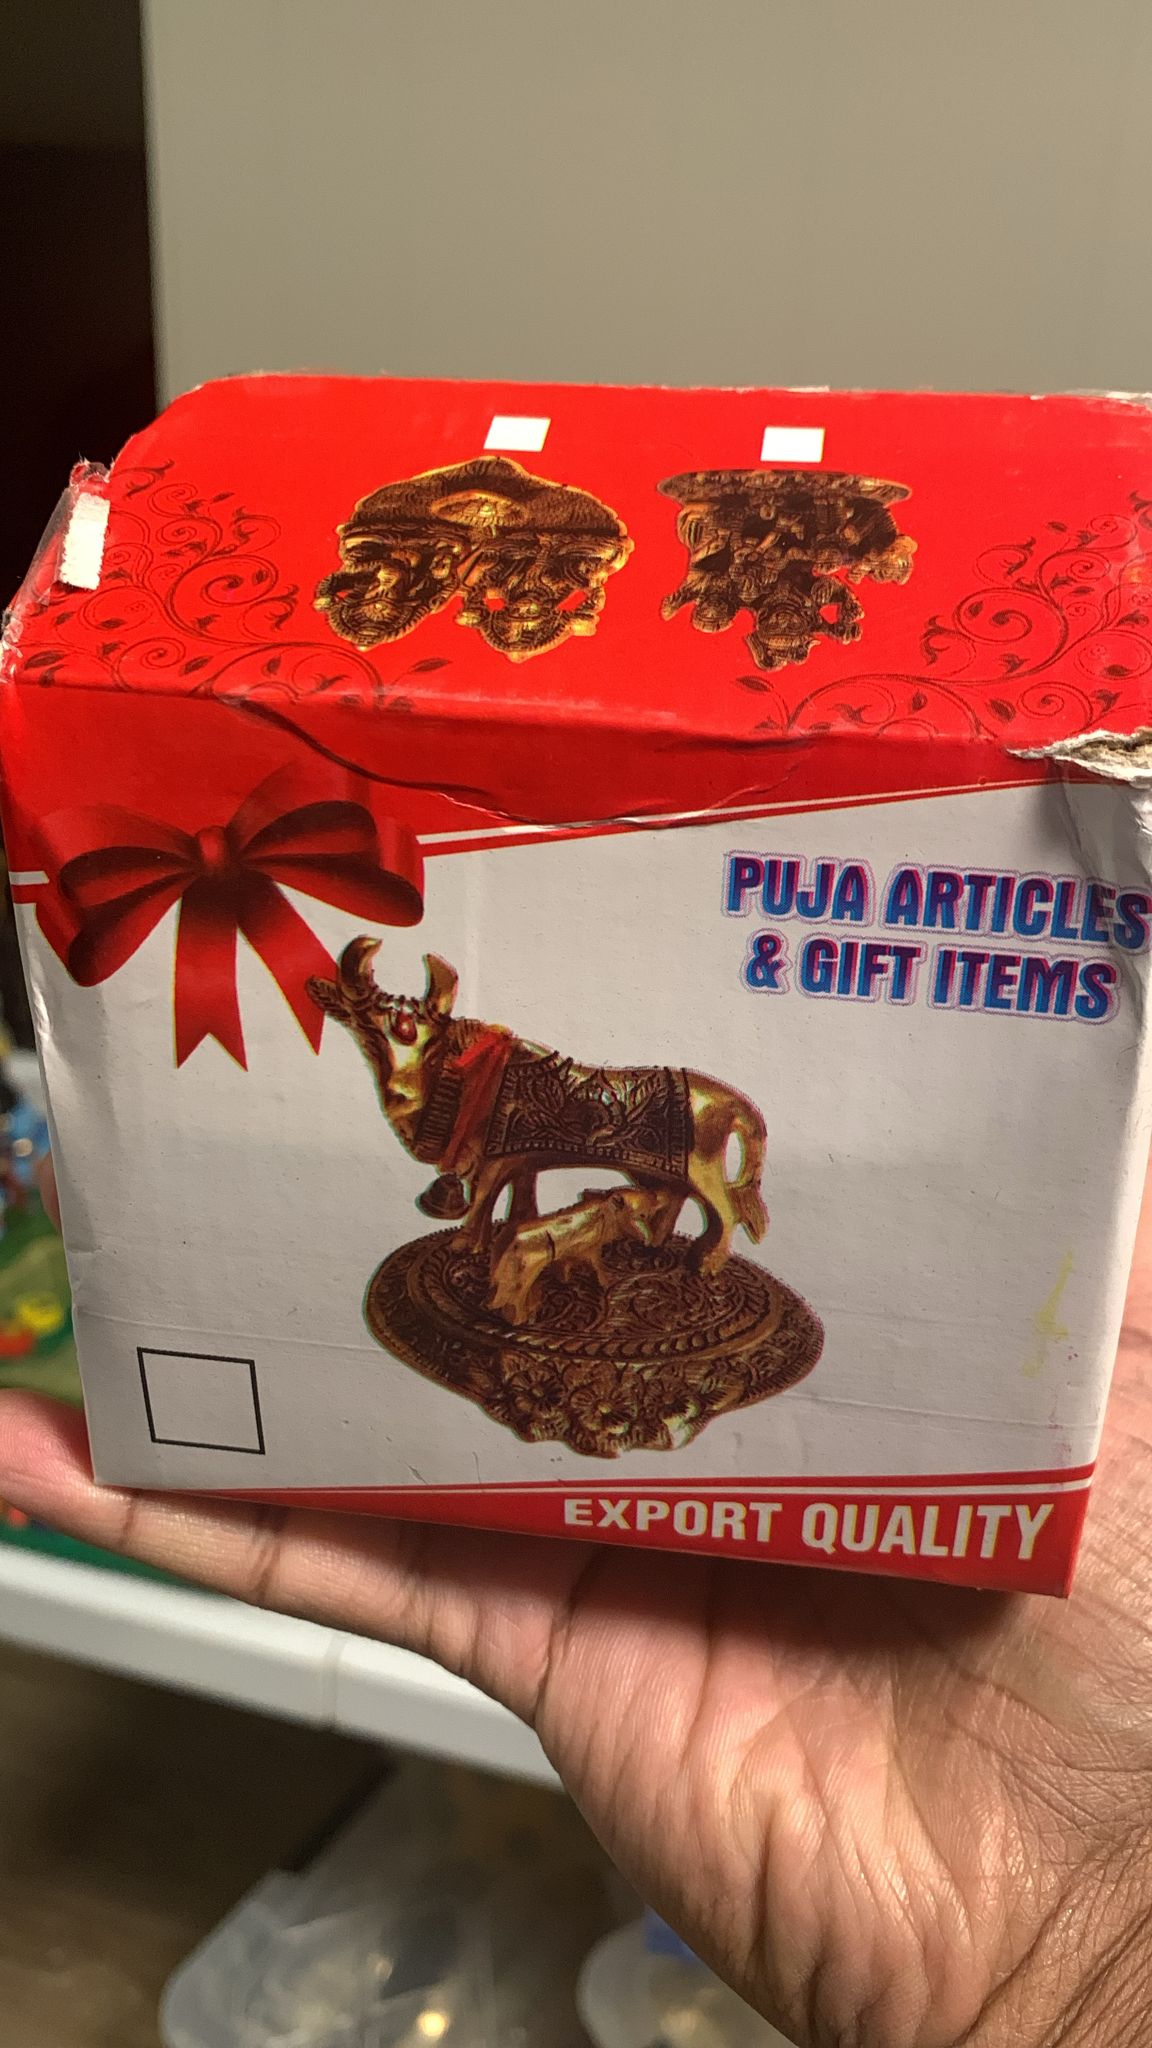 PUJA ARTICLES
& GIFT ITEMS
EXPORT QUALITY